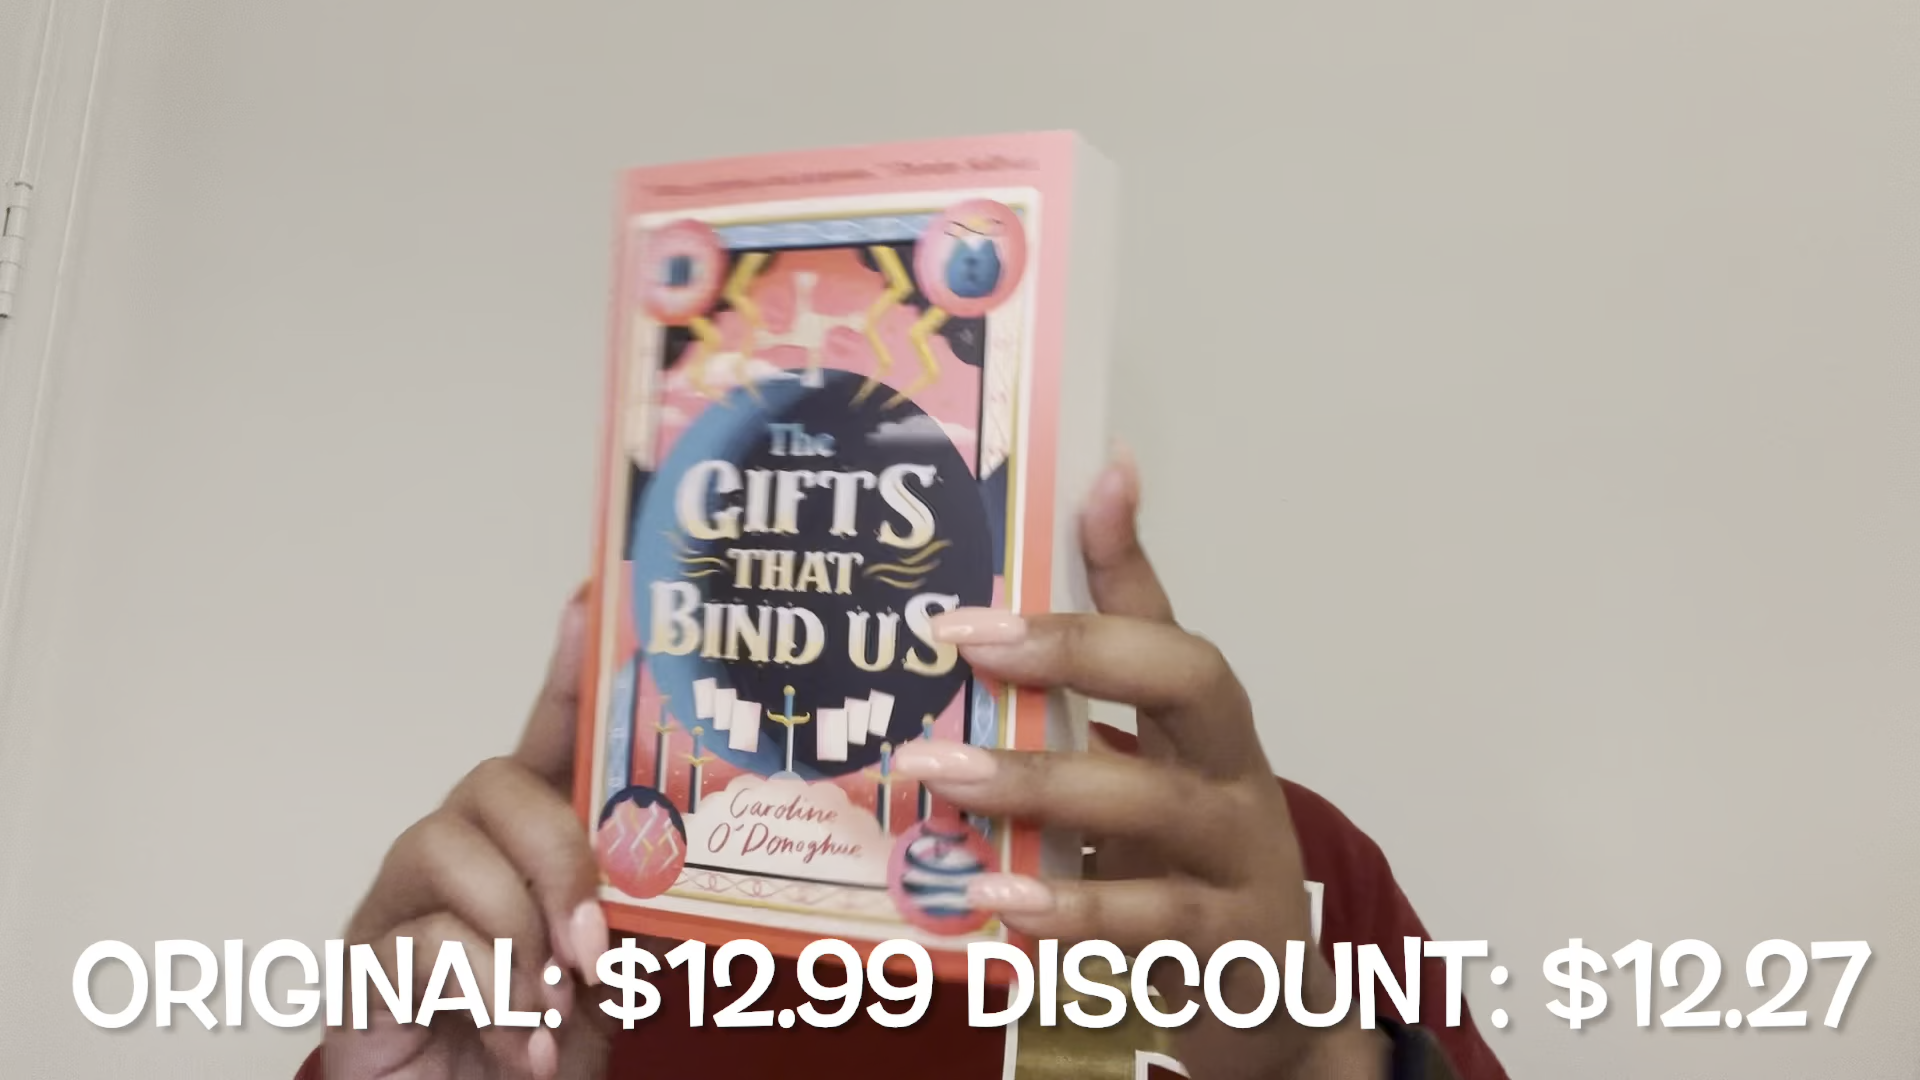 The
GIFTS
THAT
BIND US
Caroline
O'Donoghue
ORIGINAL: $12.99 DISCOUNT: $12.27